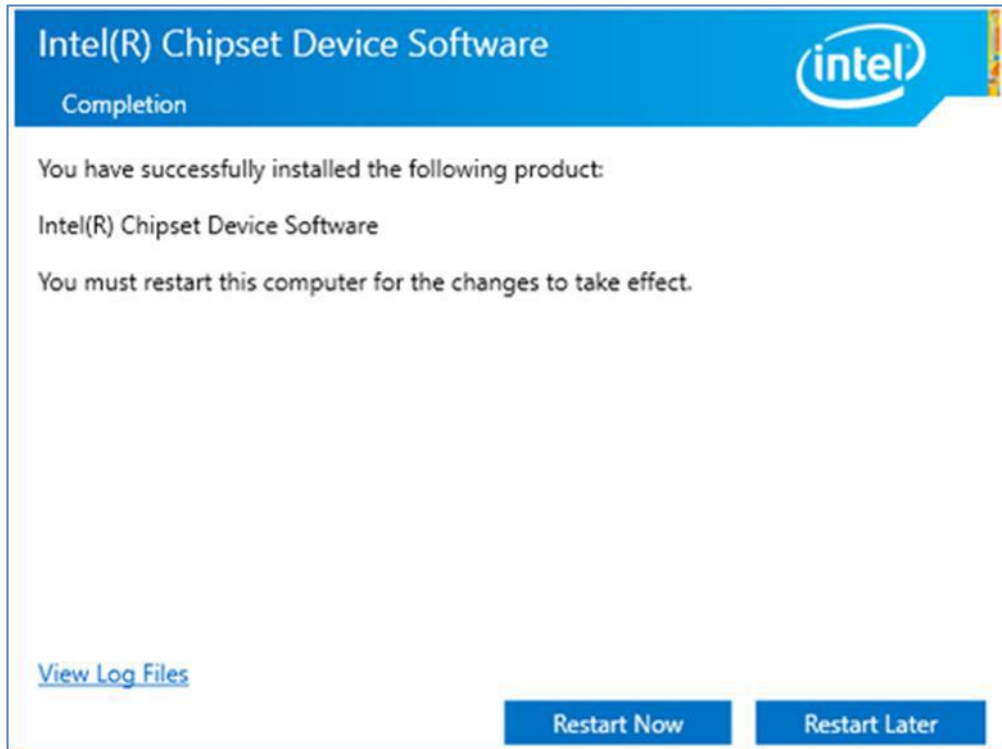 Intel(R) Chipset Device Software
intel
Completion
You have successfully installed the following product:
Intel(R) Chipset Device Software
You must restart this computer for the changes to take effect.
View Log Files
Restart Now
Restart Later